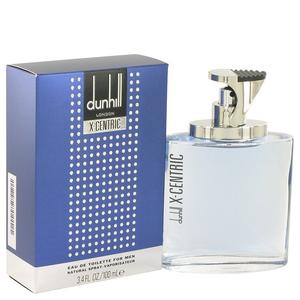 dunhill
LONDON
X-CENTRIC
EAU DE TOILETTE FOR MEN
NATURAL SPRAY-VAPORISATEUR
3.4 FL. OZ/100 mL ℮
dunhill
X-CENTRIC